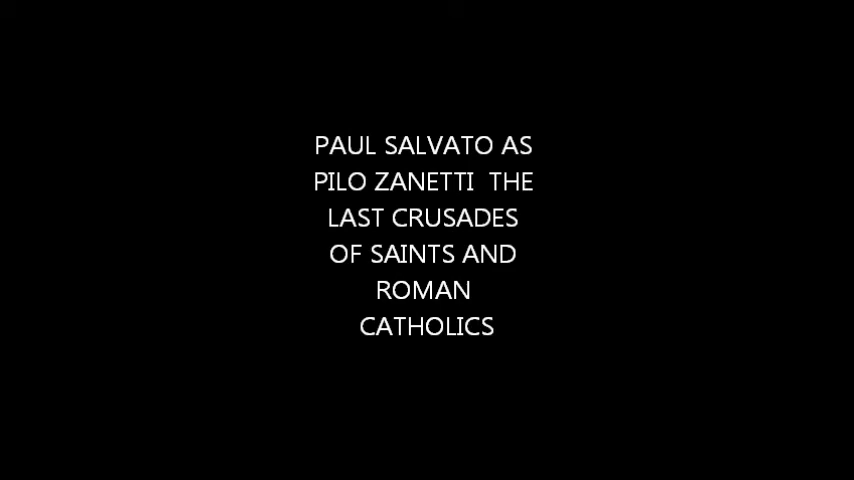 PAUL SALVATO AS
PILO ZANETTI  THE
LAST CRUSADES
OF SAINTS AND
ROMAN
CATHOLICS